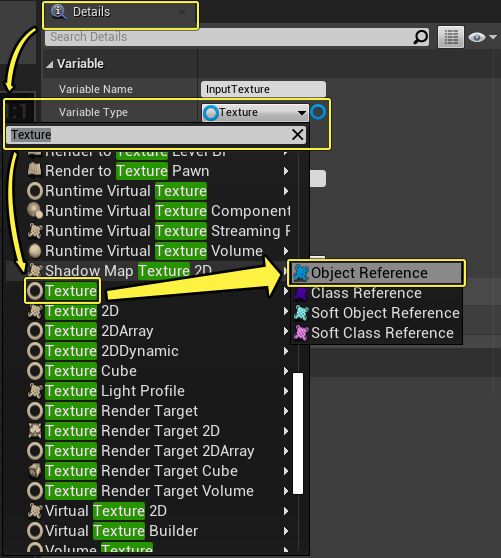 Details
Search Details
Variable
Variable Name InputTexture
Variable Type Texture
Texture
Render to Texture Level BP
Render to Texture Pawn
Runtime Virtual Texture
Runtime Virtual Texture Component
Runtime Virtual Texture Streaming P
Runtime Virtual Texture Volume
Shadow Map Texture 2D
Object Reference
Texture
Class Reference
Texture 2D
Soft Object Reference
Texture 2DArray
Soft Class Reference
Texture 2DDynamic
Texture Cube
Texture Light Profile
Texture Render Target
Texture Render Target 2D
Texture Render Target 2DArray
Texture Render Target Cube
Texture Render Target Volume
Virtual Texture 2D
Virtual Texture Builder
Volume Texture